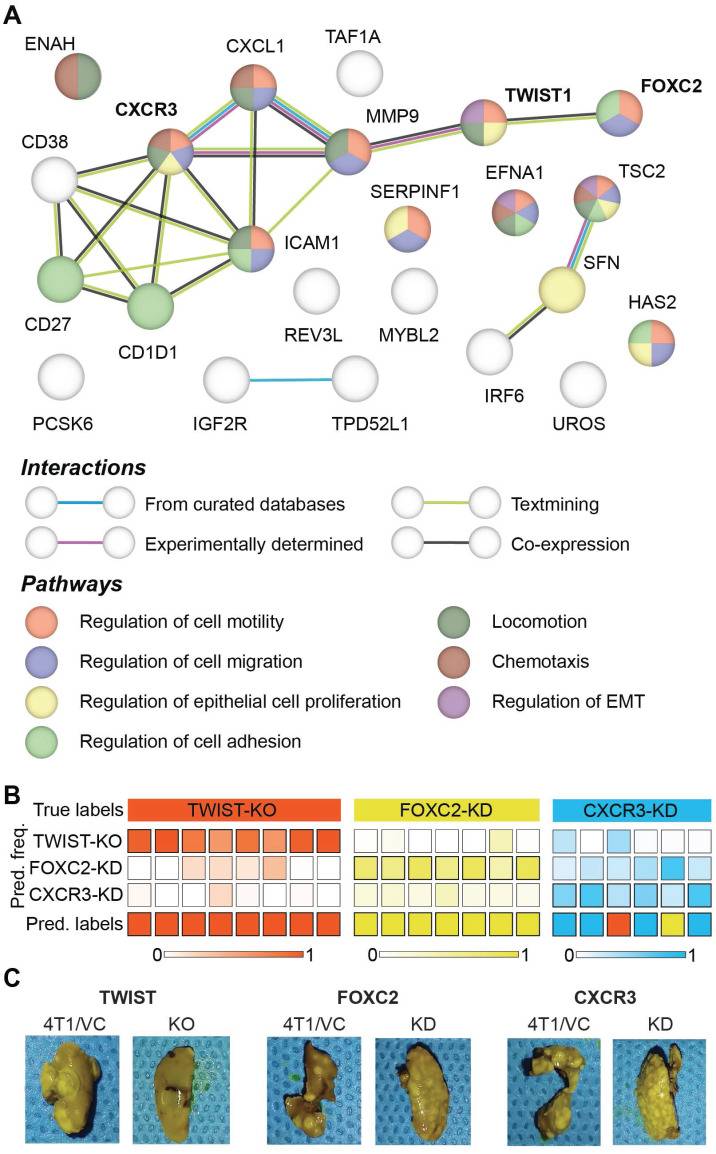 A
ENAH
CXCL1
TAF1A
CXCR3
MMP9
TWIST1
FOXC2
CD38
SERPINF1
EFNA1
TSC2
ICAM1
SFN
CD27
CD1D1
REV3L
MYBL2
HAS2
IRF6
PCSK6
IGF2R
TPD52L1
UROS
Interactions
From curated databases
Textmining
Experimentally determined
Co-expression
Pathways
Regulation of cell motility
Locomotion
Regulation of cell migration
Chemotaxis
Regulation of epithelial cell proliferation
Regulation of EMT
Regulation of cell adhesion
B
True labels TWIST-KO FOXC2-KD CXCR3-KD
Pred. freq.
TWIST-KO
FOXC2-KD
CXCR3-KD
Pred. labels
0 1 0 1 0 1
C
TWIST FOXC2 CXCR3
4T1/VC KO 4T1/VC KD 4T1/VC KD